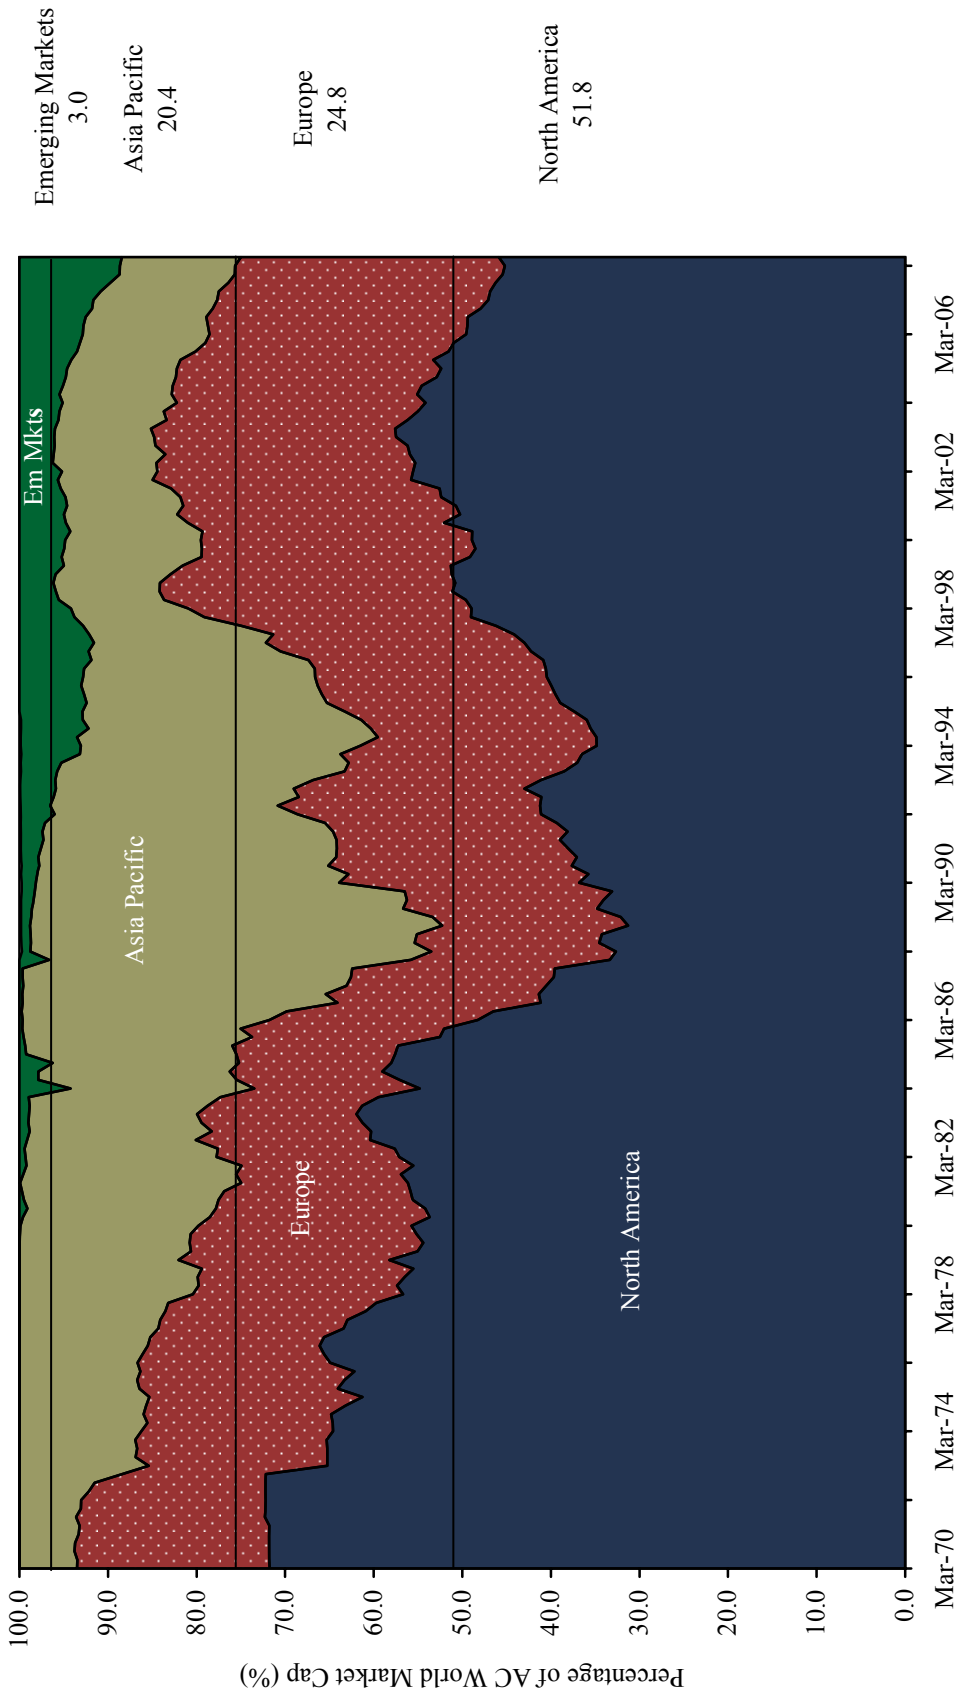 Percentage of AC World Market Cap (%)
100.0
90.0
80.0
70.0
60.0
50.0
40.0
30.0
20.0
10.0
0.0
Em Mkts
Asia Pacific
Europe
North America
Emerging Markets
3.0
Asia Pacific
20.4
Europe
24.8
North America
51.8
Mar-70
Mar-74
Mar-78
Mar-82
Mar-86
Mar-90
Mar-94
Mar-98
Mar-02
Mar-06